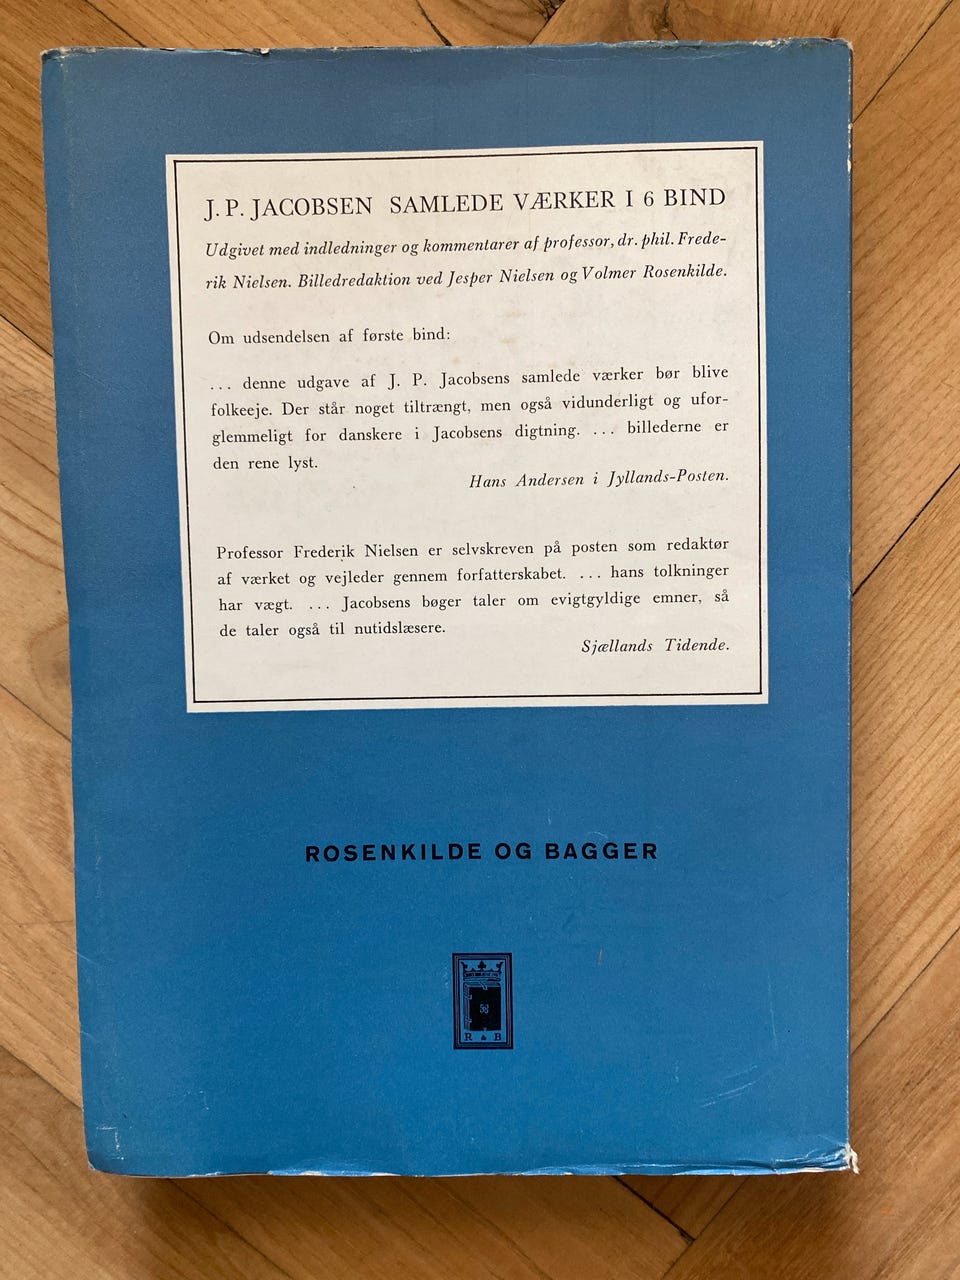 J. P. JACOBSEN SAMLEDE VÆRKER I 6 BIND
Udgivet med indledninger og kommentarer af professor, dr. phil. Frede-
rik Nielsen. Billedredaktion ved Jesper Nielsen og Volmer Rosenkilde.
Om udsendelsen af første bind:
... denne udgave af J. P. Jacobsens samlede værker bør blive
folkeeje. Der står noget tiltrængt, men også vidunderligt og ufor-
glemmeligt for danskere i Jacobsens digtning. ... billederne er
den rene lyst.
Hans Andersen i Jyllands-Posten.
Professor Frederik Nielsen er selvskreven på posten som redaktør
af værket og vejleder gennem forfatterskabet. ... hans tolkninger
har vægt. ... Jacobsens bøger taler om evigtgyldige emner, så
de taler også til nutidslæsere.
Sjællands Tidende.
ROSENKILDE OG BAGGER
R & B